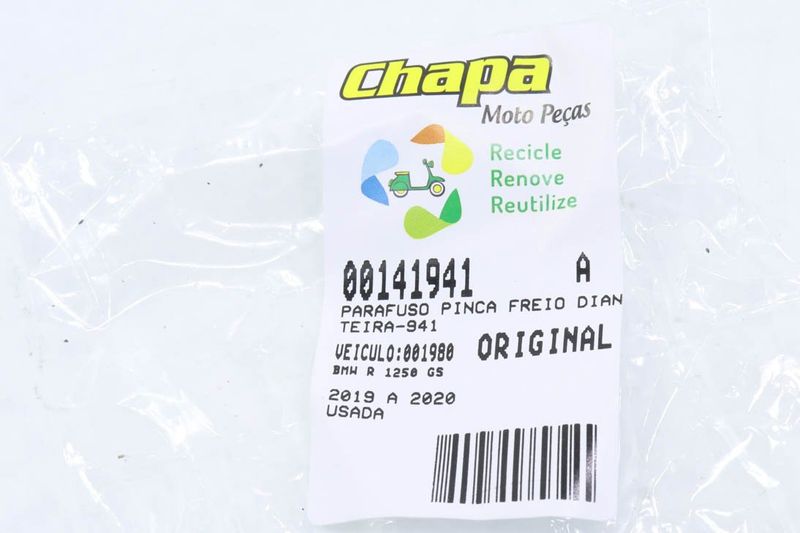 Chapa
Moto Peças
Recicle
Renove
Reutilize
00141941 A
PARAFUSO PINCA FREIO DIAN
TEIRA-941
VEICULO:001980 ORIGINAL
BMW R 1250 GS
2019 A 2020
USADA